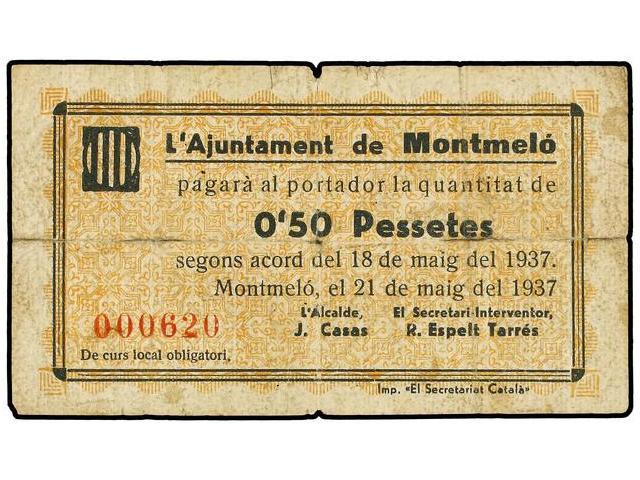 L'Ajuntament de Montmeló
pagarà al portador la quantitat de
0'50 Pessetes
segons acord del 18 de maig del 1937.
Montmeló, el 21 de maig del 1937
L'Alcalde,
J. Casas
El Secretari-Interventor,
R. Espelt Tarrés
000620
De curs local obligatori.
Imp. «El Secretariat Català»